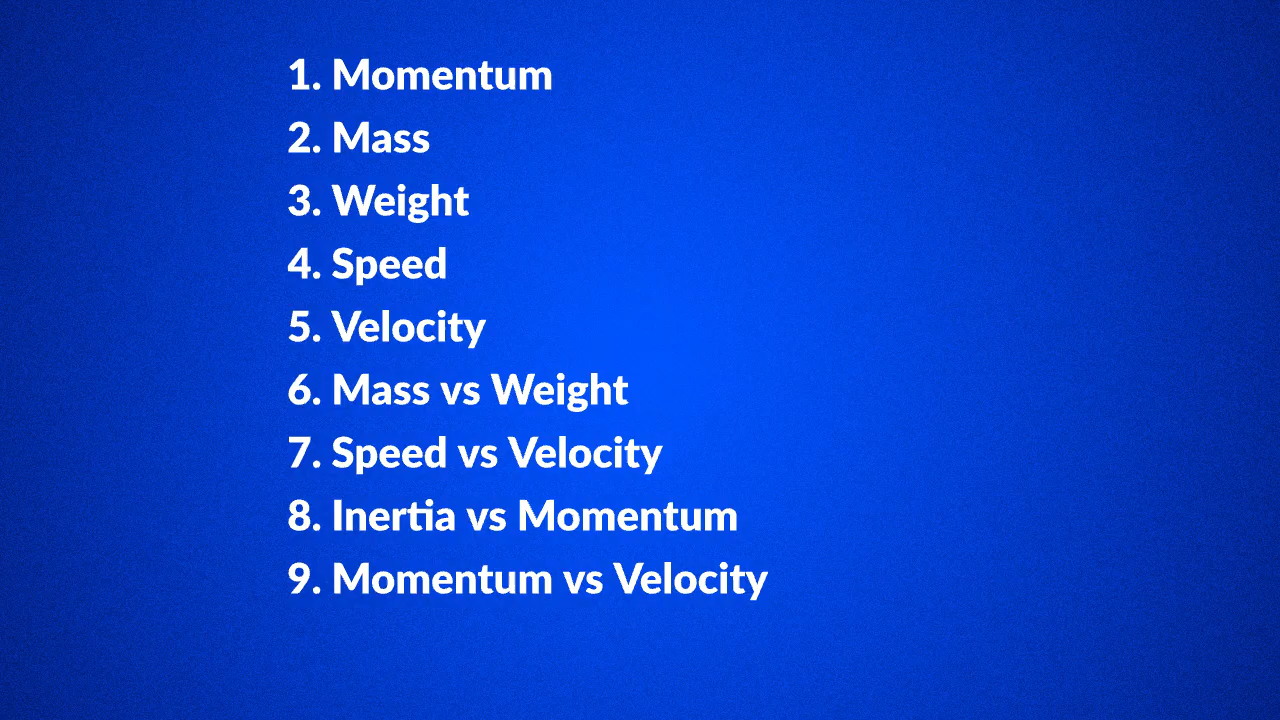 1. Momentum
2. Mass
3. Weight
4. Speed
5. Velocity
6. Mass vs Weight
7. Speed vs Velocity
8. Inertia vs Momentum
9. Momentum vs Velocity